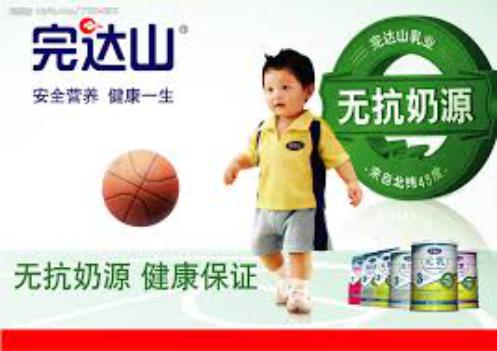 完达山®
安全营养 健康一生
完达山乳业
无抗奶源
来自北纬45度
无抗奶源 健康保证